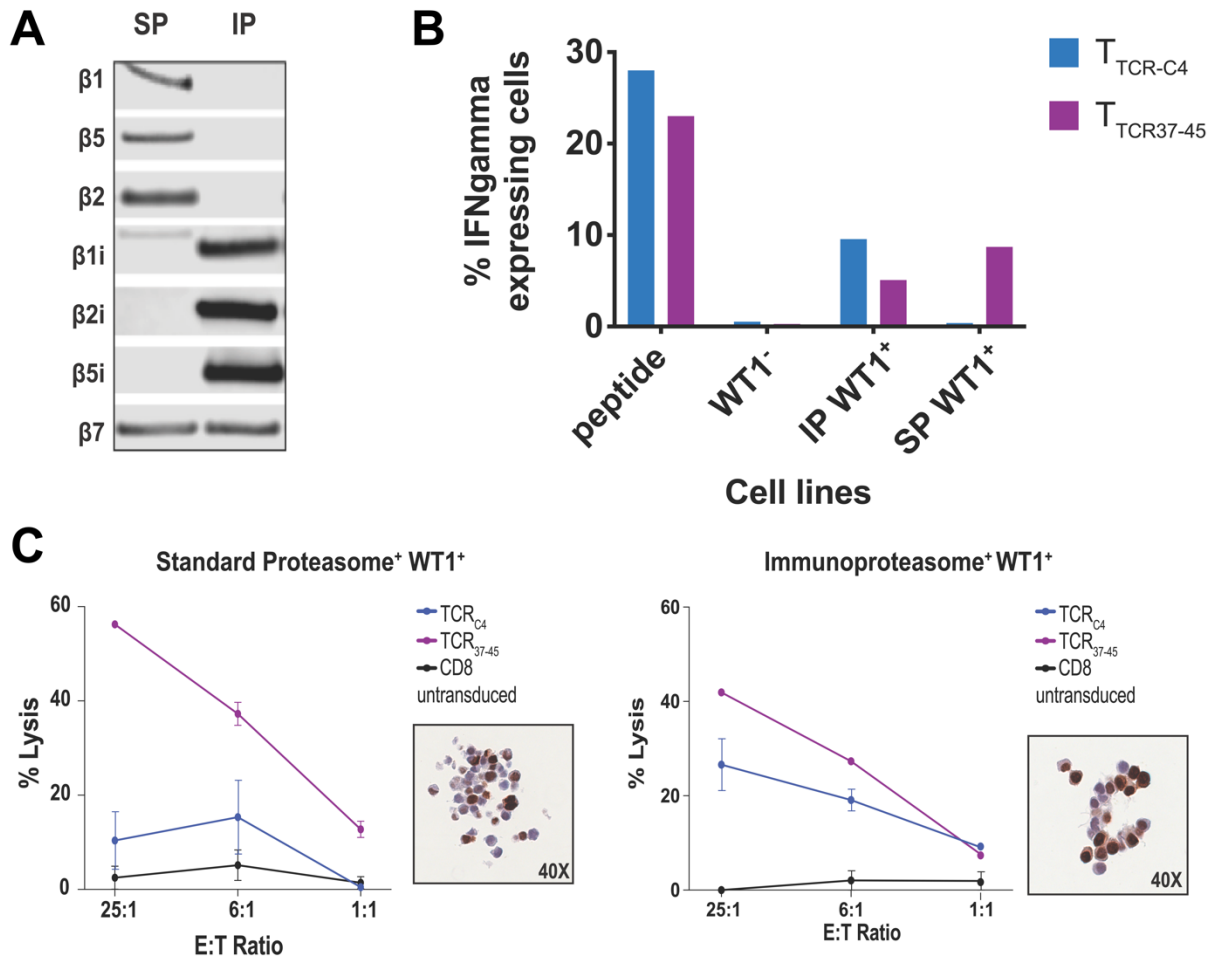 A
SP IP
β1
β5
β2
β1i
β2i
β5i
β7
B
% IFNgamma
expressing cells
30
20
10
0
peptide
WT1-
IP WT1+
SP WT1+
Cell lines
T TCR-C4
T TCR37-45
C
Standard Proteasome+ WT1+
% Lysis
60
40
20
0
25:1 6:1 1:1
E:T Ratio
TCR C4
TCR 37-45
CD8
untransduced
40X
Immunoproteasome+ WT1+
% Lysis
60
40
20
0
25:1 6:1 1:1
E:T Ratio
TCR C4
TCR 37-45
CD8
untransduced
40X